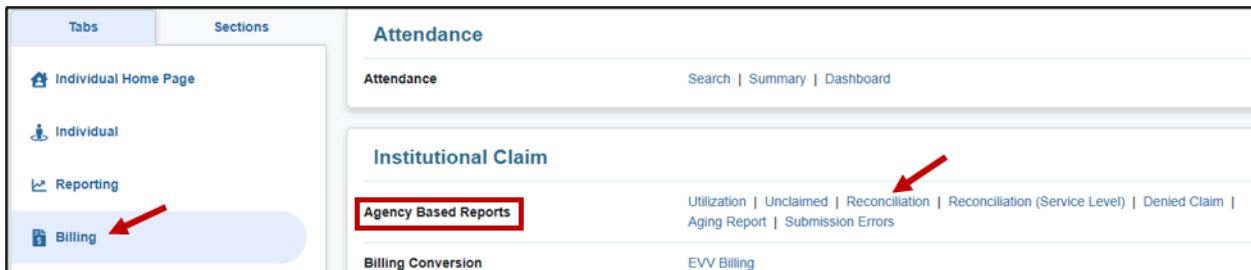 Tabs
Sections
Individual Home Page
Individual
Reporting
Billing
Attendance
Attendance
Search | Summary | Dashboard
Institutional Claim
Agency Based Reports
Utilization | Unclaimed | Reconciliation | Reconciliation (Service Level) | Denied Claim |
Aging Report | Submission Errors
Billing Conversion
EVV Billing